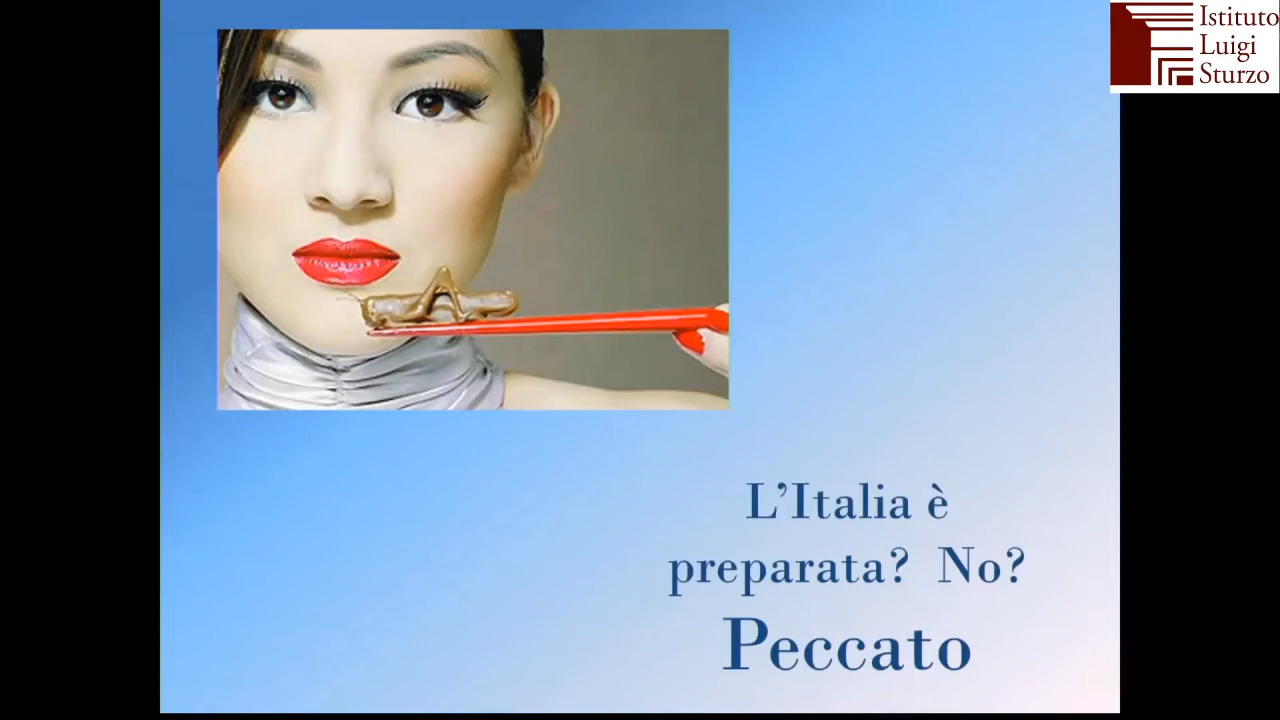 Istituto
Luigi
Sturzo
L'Italia è
preparata? No?
Peccato